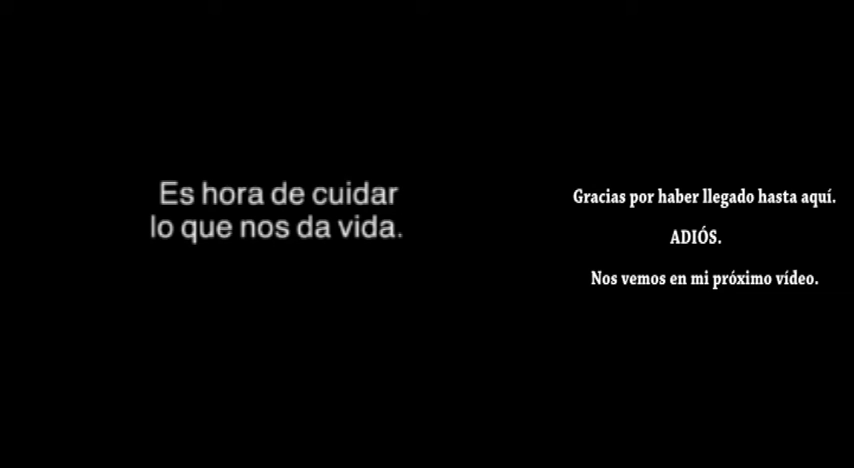 Es hora de cuidar
lo que nos da vida.
Gracias por haber llegado hasta aquí.
ADIÓS.
Nos vemos en mi próximo vídeo.